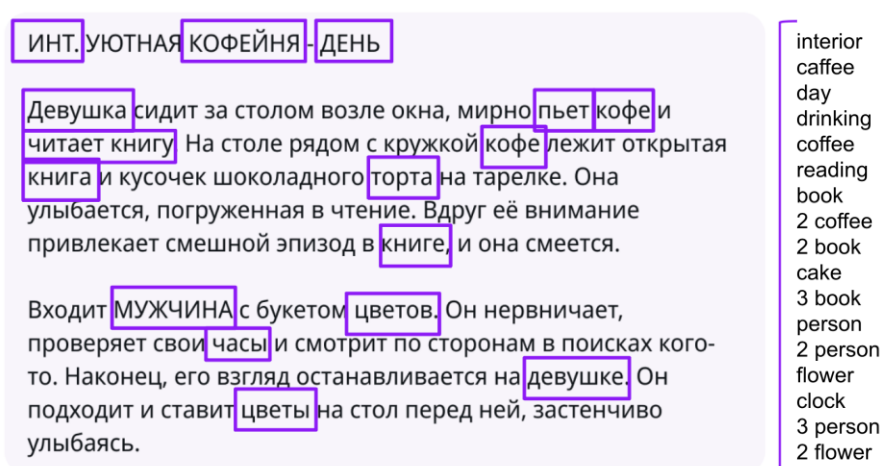 ИНТ. УЮТНАЯ КОФЕЙНЯ - ДЕНЬ
Девушка сидит за столом возле окна, мирно пьет кофе и
читает книгу На столе рядом с кружкой кофе лежит открытая
книга и кусочек шоколадного торта на тарелке. Она
улыбается, погруженная в чтение. Вдруг её внимание
привлекает смешной эпизод в книге, и она смеется.
Входит МУЖЧИНА с букетом цветов. Он нервничает,
проверяет свои часы и смотрит по сторонам в поисках кого-
то. Наконец, его взгляд останавливается на девушке. Он
подходит и ставит цветы на стол перед ней, застенчиво
улыбаясь.
interior
caffee
day
drinking
coffee
reading
book
2 coffee
2 book
cake
3 book
person
2 person
flower
clock
3 person
2 flower